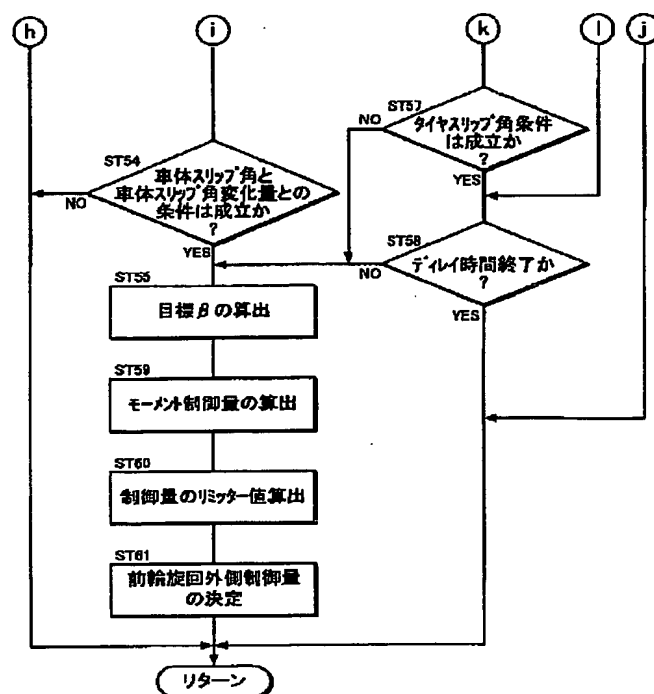 h
i
k
l
j
ST57
タイヤスリップ角条件
は成立か
?
NO
YES
ST54
車体スリップ角と
車体スリップ角変化量との
条件は成立か
?
NO
YES
ST58
ディレイ時間終了か
?
NO
YES
ST55
目標βの算出
ST59
モーメント制御量の算出
ST60
制御量のリミッター値算出
ST61
前輪旋回外側制御量
の決定
リターン